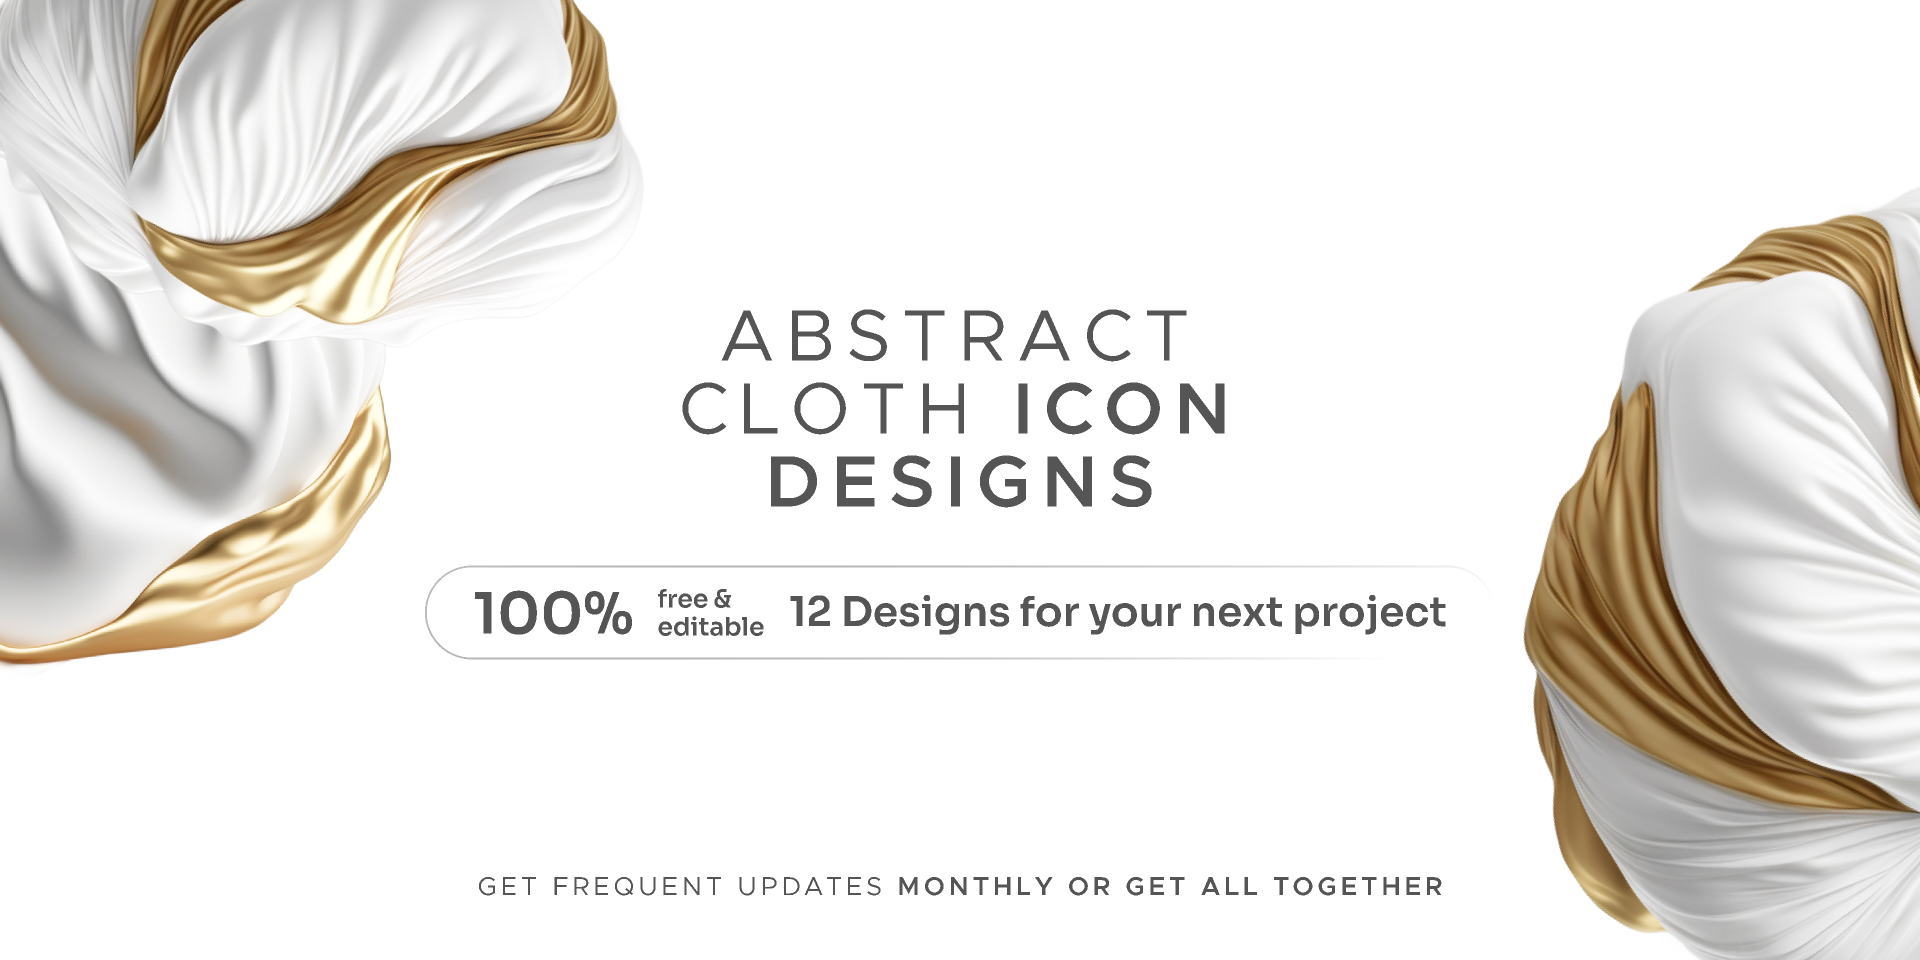 ABSTRACT
CLOTH ICON
DESIGNS
100% free & editable 12 Designs for your next project
GET FREQUENT UPDATES MONTHLY OR GET ALL TOGETHER